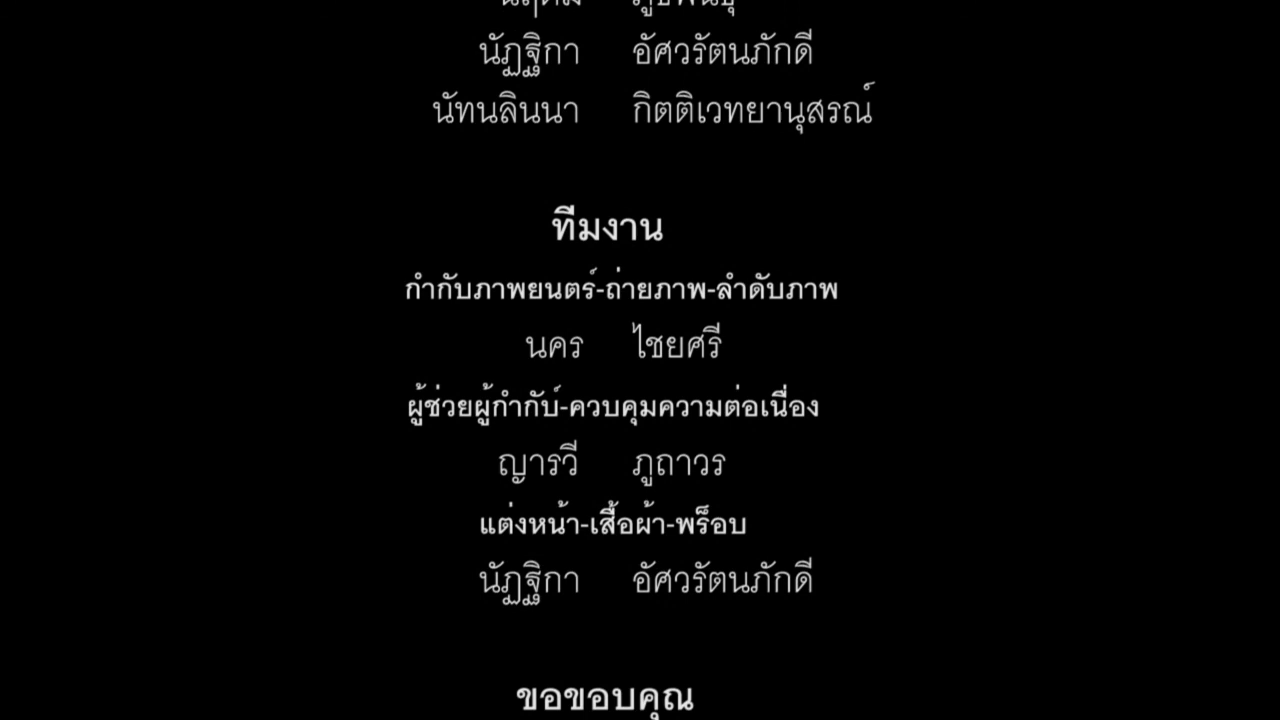 นัฏฐิกา อัศวรัตนภักดี
นัทนลินนา กิตติเวทยานุสรณ์
ทีมงาน
กำกับภาพยนตร์-ถ่ายภาพ-ลำดับภาพ
นคร ไชยศรี
ผู้ช่วยผู้กำกับ์-ควบคุมความต่อเนื่อง
ญารวี ภูถาวร
แต่งหน้า-เสื้อผ้า-พร็อบ
นัฏฐิกา อัศวรัตนภักดี
ขอขอบคุณ